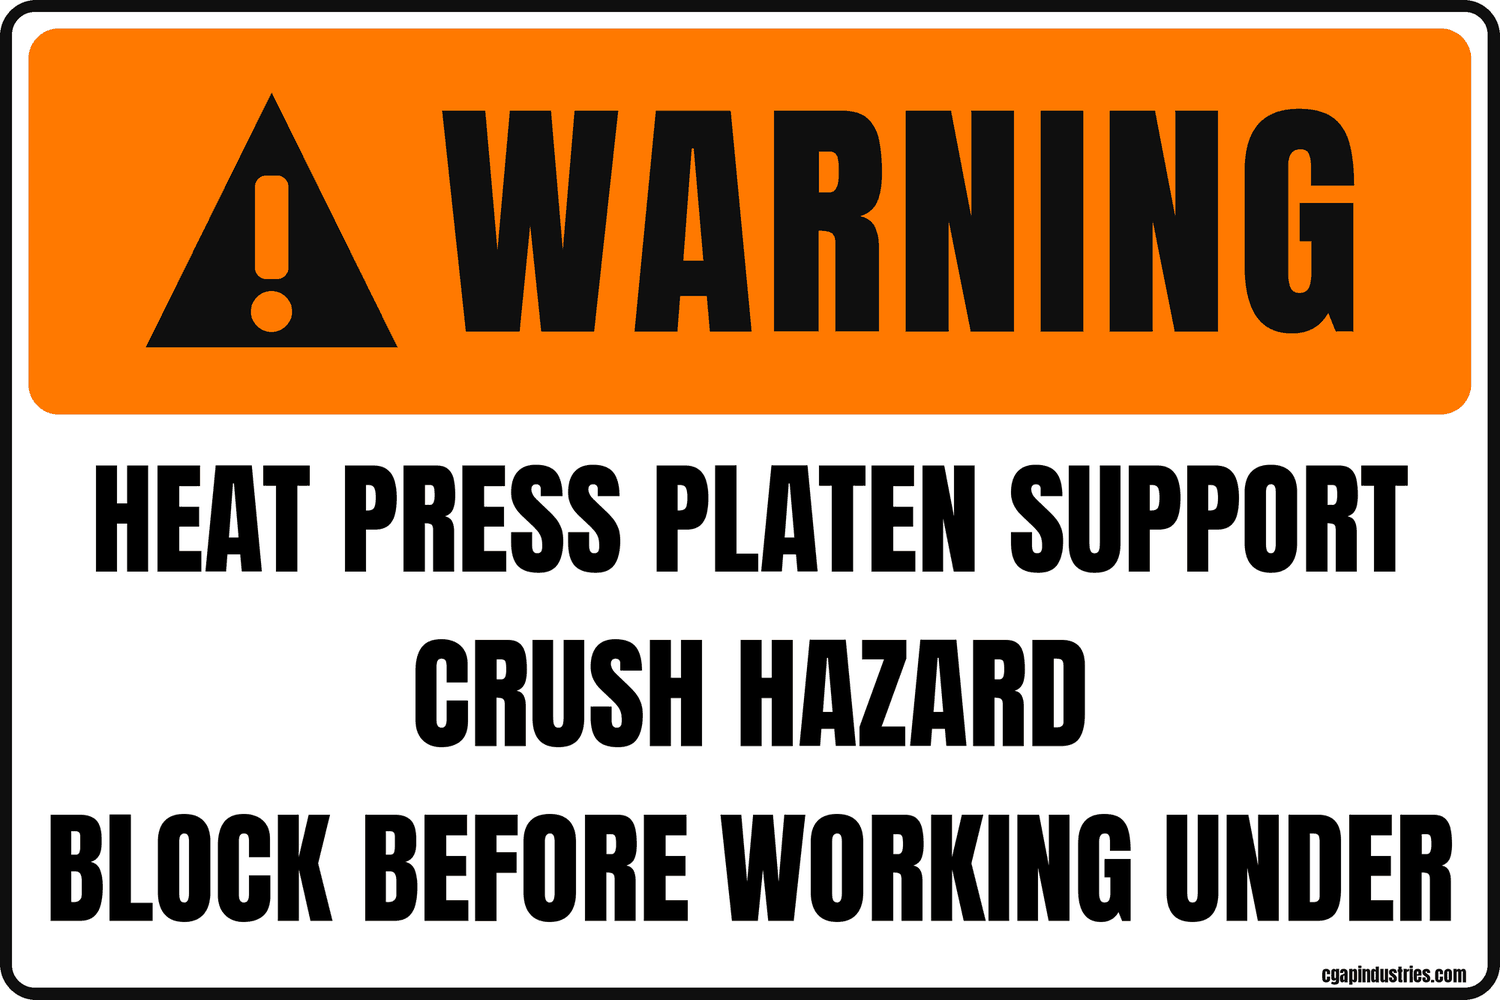 WARNING
HEAT PRESS PLATEN SUPPORT
CRUSH HAZARD
BLOCK BEFORE WORKING UNDER
cgapindustries.com